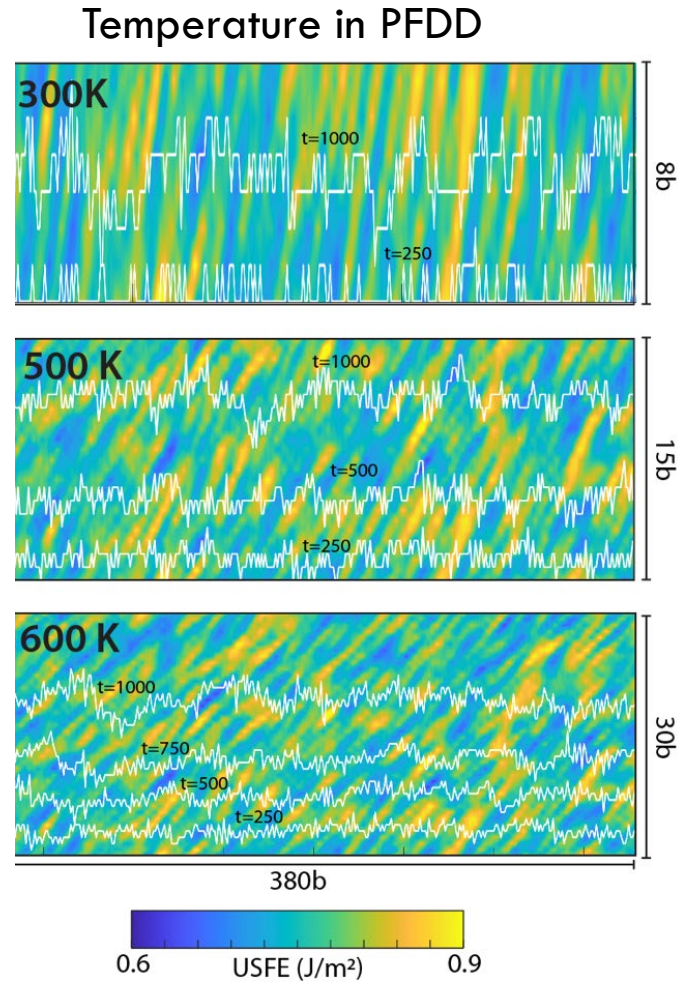 Temperature in PFDD
300K
t=1000
8b
t=250
500 K
t=1000
t=500
15b
t=250
600 K
t=1000
30b
t=750
t=500
t=250
380b
0.6
USFE (J/m²)
0.9